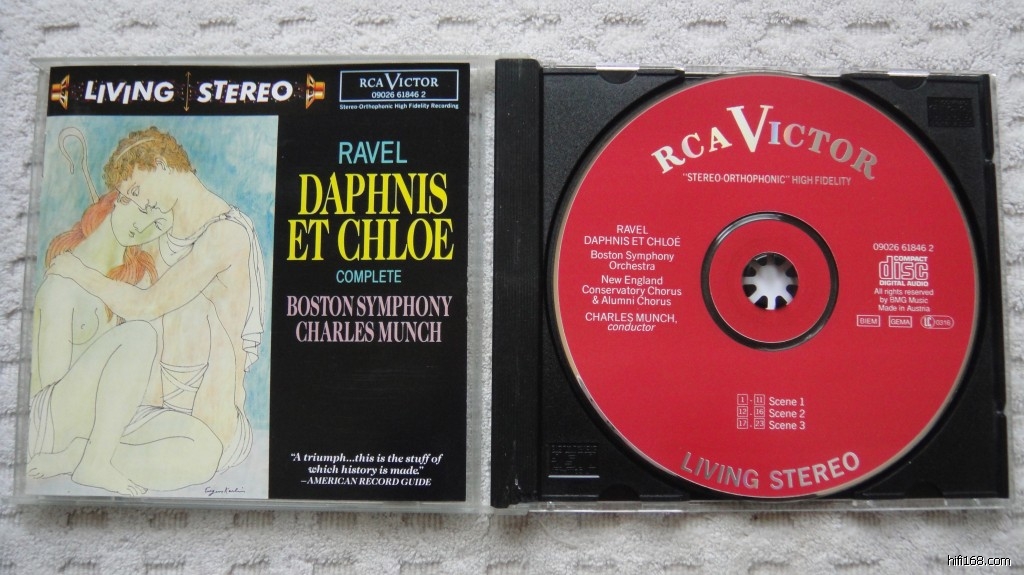 LIVING STEREO
RCA VICTOR
09026 61846 2
Stereo-Orthophonic High Fidelity Recording
RAVEL
DAPHNIS
ET CHLOE
COMPLETE
BOSTON SYMPHONY
CHARLES MUNCH
"A triumph...this is the stuff of
which history is made."
–AMERICAN RECORD GUIDE
RCA VICTOR
"STEREO-ORTHOPHONIC" HIGH FIDELITY
RAVEL
DAPHNIS ET CHLOÉ
Boston Symphony
Orchestra
New England
Conservatory Chorus
& Alumni Chorus
CHARLES MUNCH,
conductor
09026 61846 2
COMPACT
disc
DIGITAL AUDIO
All rights reserved
by BMG Music
Made in Austria
BIEM GEMA LC 0316
1 - 11 Scene 1
12 - 16 Scene 2
17 - 23 Scene 3
LIVING STEREO
hifi168.com